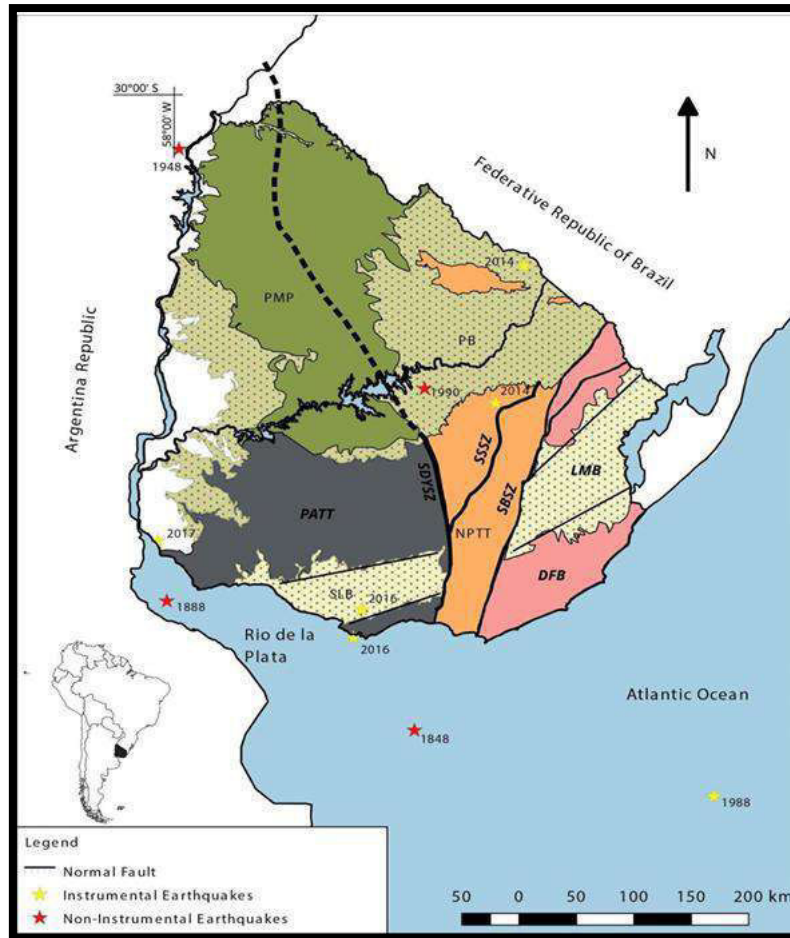 30°00' S
58°00' W
1948
N
Federative Republic of Brazil
2014
PMP
PB
Argentina Republic
1990
2014
SDYSZ
SSSZ
SBSZ
LMB
PATT
NPTT
2017
DFB
SLB
2016
1888
Rio de la
Plata
2016
Atlantic Ocean
1848
1988
Legend
Normal Fault
Instrumental Earthquakes
Non-Instrumental Earthquakes
50 0 50 100 150 200 km